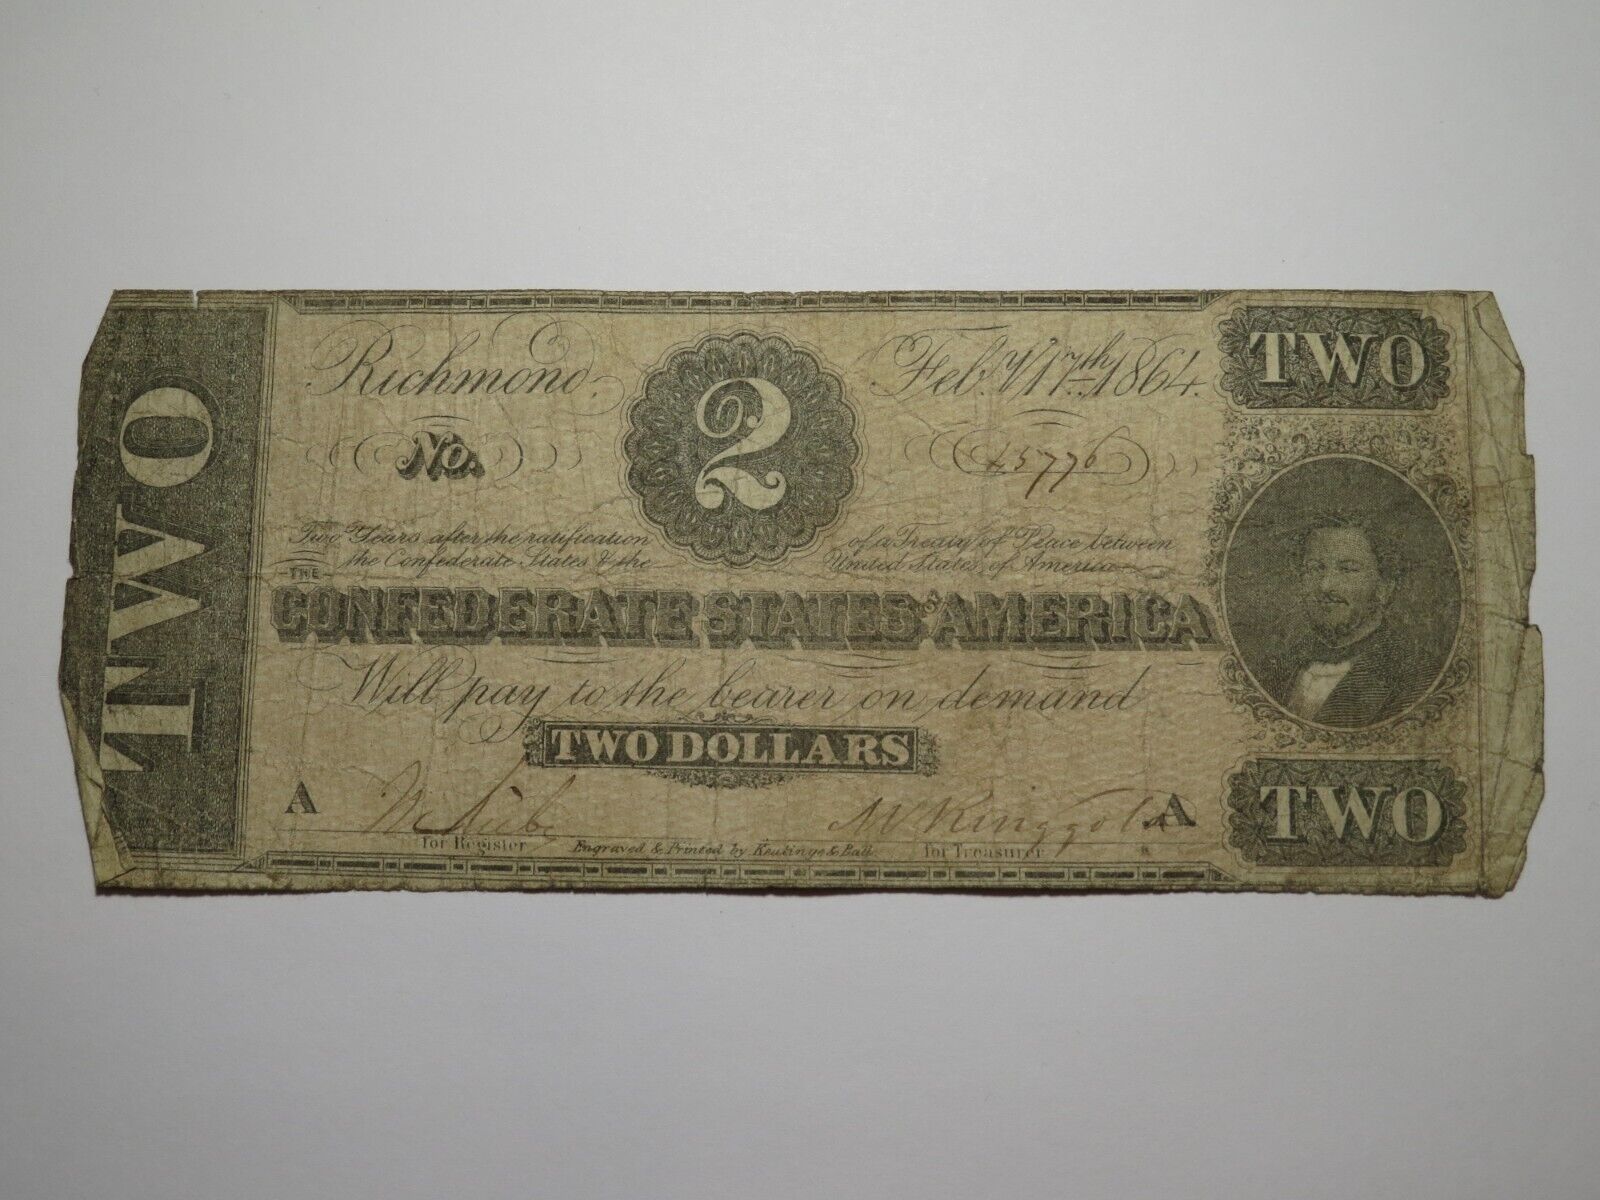 TWO
Richmond.
2
Feb.y 17th 1864.
TWO
No.
45776
Two Years after the ratification of a Treaty of Peace between
the Confederate States & the United States of America
THE
CONFEDERATE STATES OF AMERICA
Will pay to the bearer on demand
TWO DOLLARS
A
A
TWO
for Register
Engraved & Printed by Keatinge & Ball
for Treasurer